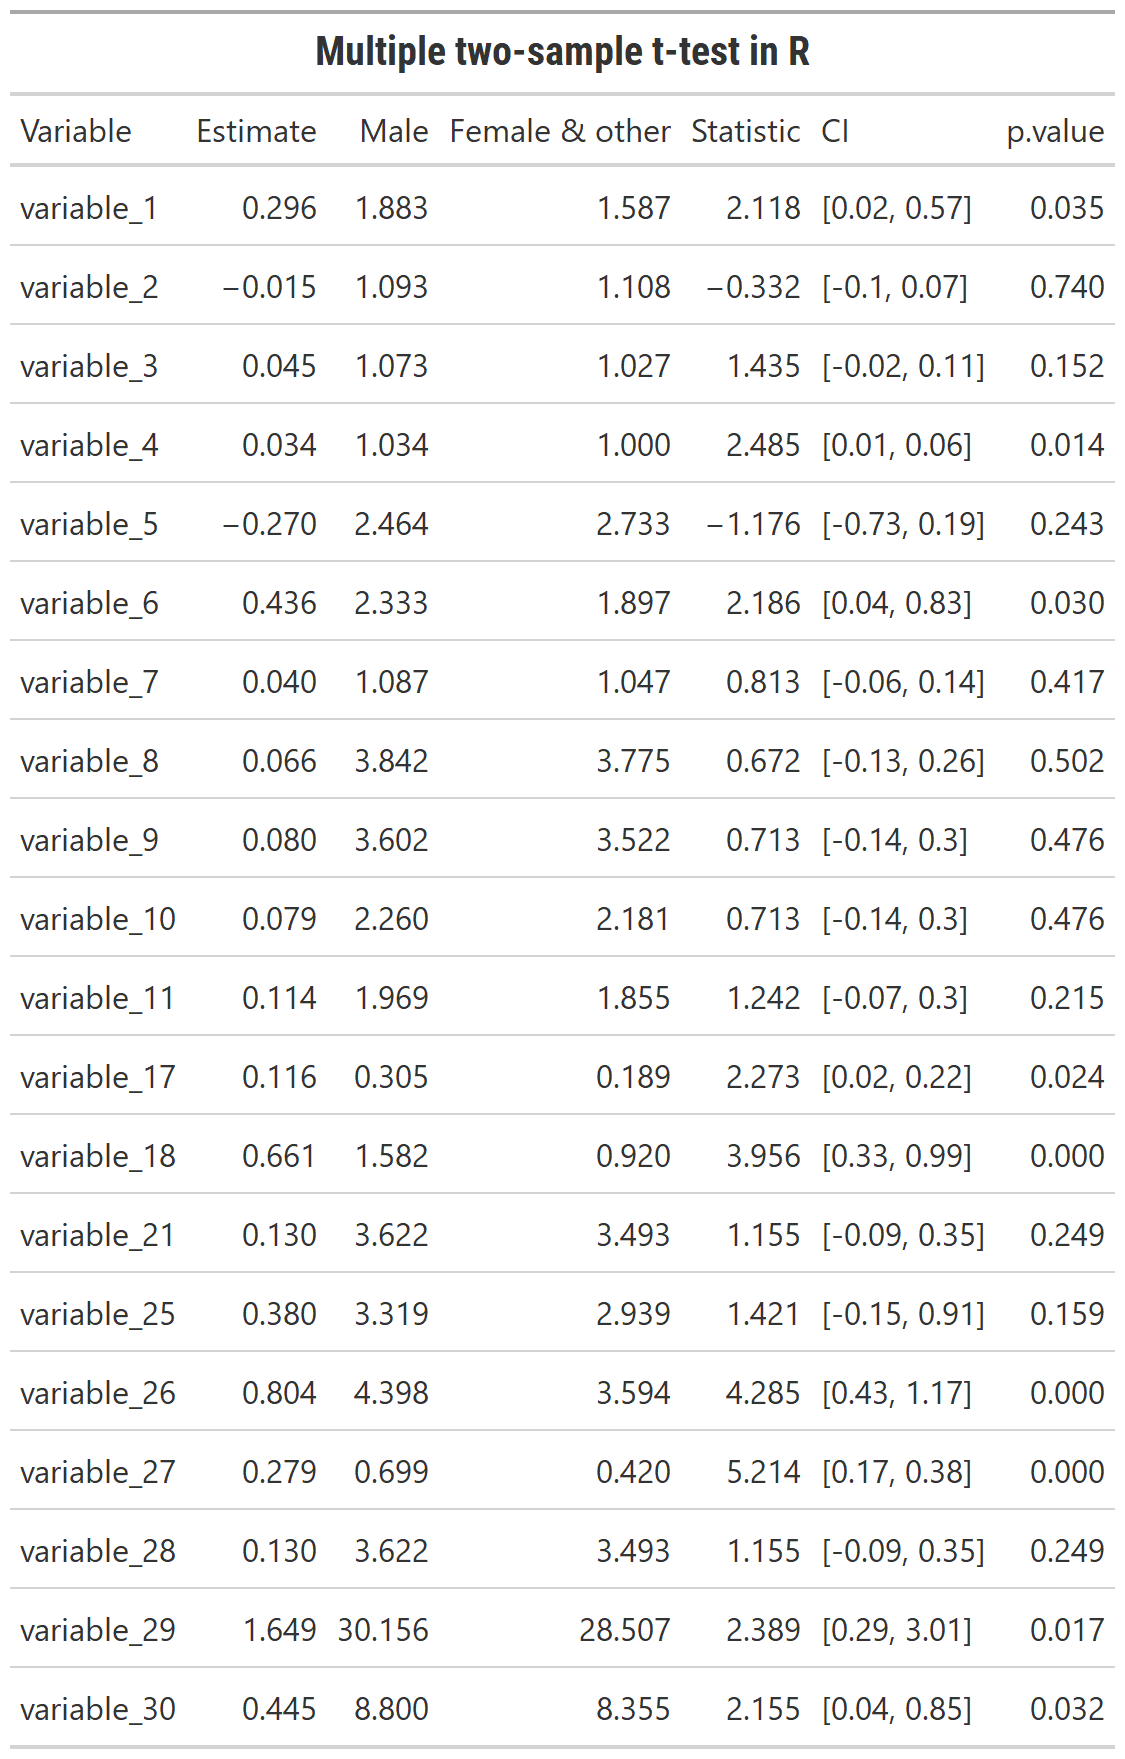 Multiple two-sample t-test in R
Variable Estimate Male Female & other Statistic CI p.value
variable_1 0.296 1.883 1.587 2.118 [0.02, 0.57] 0.035
variable_2 −0.015 1.093 1.108 −0.332 [-0.1, 0.07] 0.740
variable_3 0.045 1.073 1.027 1.435 [-0.02, 0.11] 0.152
variable_4 0.034 1.034 1.000 2.485 [0.01, 0.06] 0.014
variable_5 −0.270 2.464 2.733 −1.176 [-0.73, 0.19] 0.243
variable_6 0.436 2.333 1.897 2.186 [0.04, 0.83] 0.030
variable_7 0.040 1.087 1.047 0.813 [-0.06, 0.14] 0.417
variable_8 0.066 3.842 3.775 0.672 [-0.13, 0.26] 0.502
variable_9 0.080 3.602 3.522 0.713 [-0.14, 0.3] 0.476
variable_10 0.079 2.260 2.181 0.713 [-0.14, 0.3] 0.476
variable_11 0.114 1.969 1.855 1.242 [-0.07, 0.3] 0.215
variable_17 0.116 0.305 0.189 2.273 [0.02, 0.22] 0.024
variable_18 0.661 1.582 0.920 3.956 [0.33, 0.99] 0.000
variable_21 0.130 3.622 3.493 1.155 [-0.09, 0.35] 0.249
variable_25 0.380 3.319 2.939 1.421 [-0.15, 0.91] 0.159
variable_26 0.804 4.398 3.594 4.285 [0.43, 1.17] 0.000
variable_27 0.279 0.699 0.420 5.214 [0.17, 0.38] 0.000
variable_28 0.130 3.622 3.493 1.155 [-0.09, 0.35] 0.249
variable_29 1.649 30.156 28.507 2.389 [0.29, 3.01] 0.017
variable_30 0.445 8.800 8.355 2.155 [0.04, 0.85] 0.032